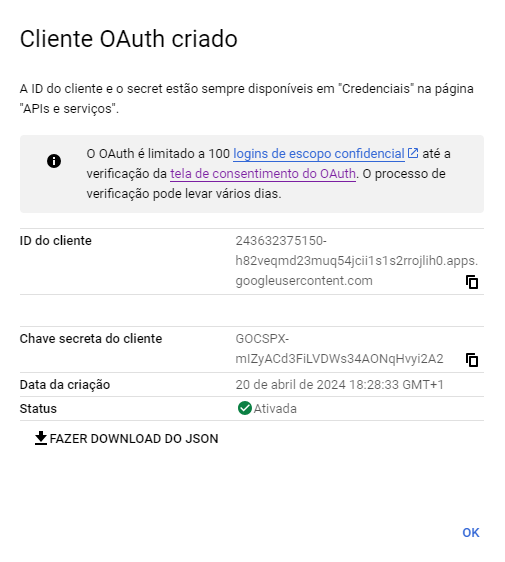 Cliente OAuth criado
A ID do cliente e o secret estão sempre disponíveis em "Credenciais" na página
"APIs e serviços".
O OAuth é limitado a 100 logins de escopo confidencial até a
verificação da tela de consentimento do OAuth. O processo de
verificação pode levar vários dias.
ID do cliente
243632375150-
h82veqmd23muq54jcii1s1s2rrojlih0.apps.
googleusercontent.com
Chave secreta do cliente
GOCSPX-
mIZyACd3FiLVDWs34AONqHvyi2A2
Data da criação
20 de abril de 2024 18:28:33 GMT+1
Status
Ativada
FAZER DOWNLOAD DO JSON
OK